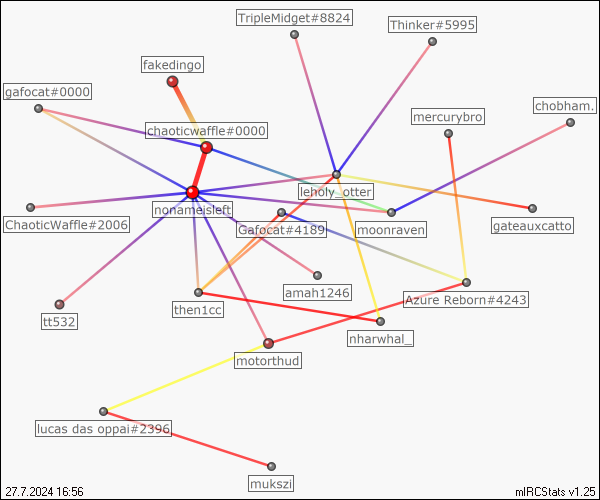 TripleMidget#8824
Thinker#5995
fakedingo
gafocat#0000
chobham.
mercurybro
chaoticwaffle#0000
leholy_otter
nonameisleft
ChaoticWaffle#2006
Gafocat#4189
moonraven
gateauxcatto
amah1246
Azure Reborn#4243
then1cc
tt532
nharwhal_
motorthud
lucas das oppai#2396
mukszi
27.7.2024 16:56
mIRCStats v1.25